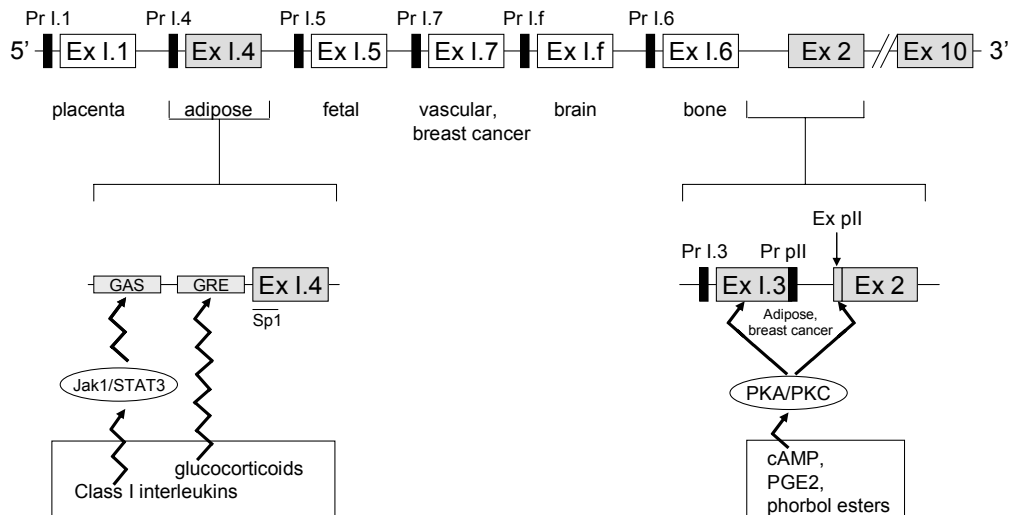 Pr I.1 Pr I.4 Pr I.5 Pr I.7 Pr I.f Pr I.6
5’ Ex I.1 Ex I.4 Ex I.5 Ex I.7 Ex I.f Ex I.6 Ex 2 Ex 10 3’
placenta adipose fetal vascular, brain bone
breast cancer
Ex pII
Pr I.3 Pr pII
GAS GRE Ex I.4 Ex I.3 Ex 2
Sp1
Adipose,
breast cancer
Jak1/STAT3 PKA/PKC
glucocorticoids
Class I interleukins
cAMP,
PGE2,
phorbol esters